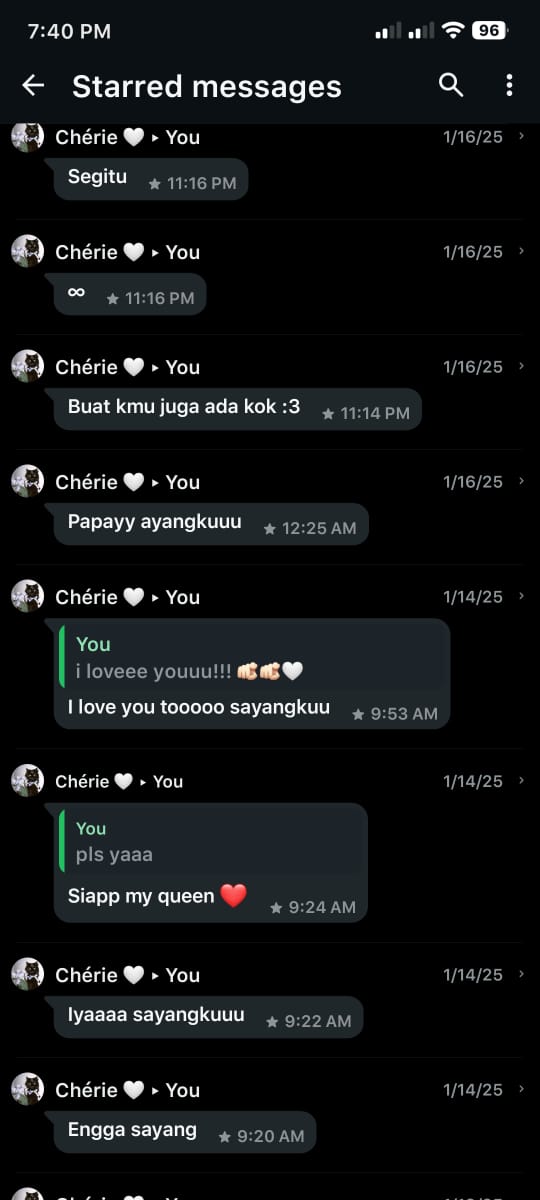 7:40 PM
96
Starred messages
Chérie 🤍 ▸ You
1/16/25
Segitu
★ 11:16 PM
Chérie 🤍 ▸ You
1/16/25
∞
★ 11:16 PM
Chérie 🤍 ▸ You
1/16/25
Buat kmu juga ada kok :3
★ 11:14 PM
Chérie 🤍 ▸ You
1/16/25
Papayy ayangkuuu
★ 12:25 AM
Chérie 🤍 ▸ You
1/14/25
You
i loveee youuu!!! 🫵🏻🫵🏻🤍
I love you tooooo sayangkuu
★ 9:53 AM
Chérie 🤍 ▸ You
1/14/25
You
pls yaaa
Siapp my queen ❤️
★ 9:24 AM
Chérie 🤍 ▸ You
1/14/25
Iyaaaa sayangkuuu
★ 9:22 AM
Chérie 🤍 ▸ You
1/14/25
Engga sayang
★ 9:20 AM